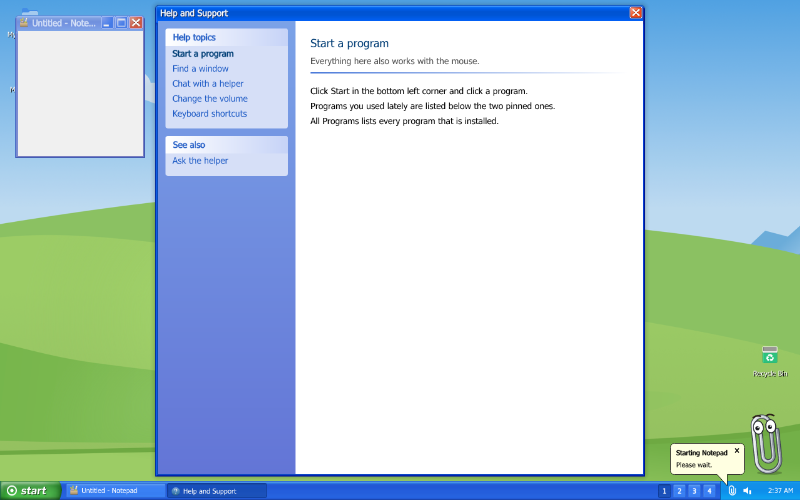 Help and Support
Untitled - Note...
Help topics
Start a program
Find a window
Chat with a helper
Change the volume
Keyboard shortcuts
See also
Ask the helper
Start a program
Everything here also works with the mouse.
Click Start in the bottom left corner and click a program.
Programs you used lately are listed below the two pinned ones.
All Programs lists every program that is installed.
Recycle Bin
Starting Notepad
Please wait.
start
Untitled - Notepad
Help and Support
1 2 3 4
2:37 AM